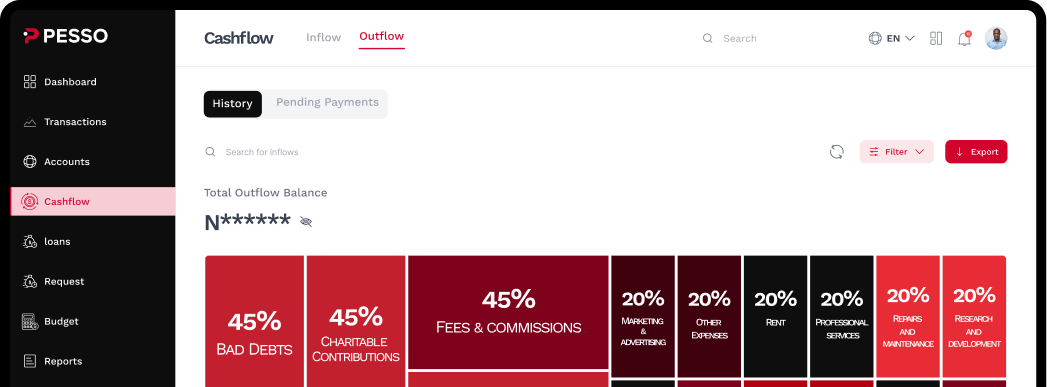 PESSO
Cashflow
Inflow
Outflow
Search
EN
Dashboard
Transactions
Accounts
Cashflow
loans
Request
Budget
Reports
History
Pending Payments
Search for inflows
Filter
Export
Total Outflow Balance
N******
45%
BAD DEBTS
45%
CHARITABLE
CONTRIBUTIONS
45%
FEES & COMMISSIONS
20%
MARKETING
&
ADVERTISING
20%
OTHER
EXPENSES
20%
RENT
20%
PROFESSIONAL
SERVICES
20%
REPAIRS
AND
MAINTENANCE
20%
RESEARCH
AND
DEVELOPMENT